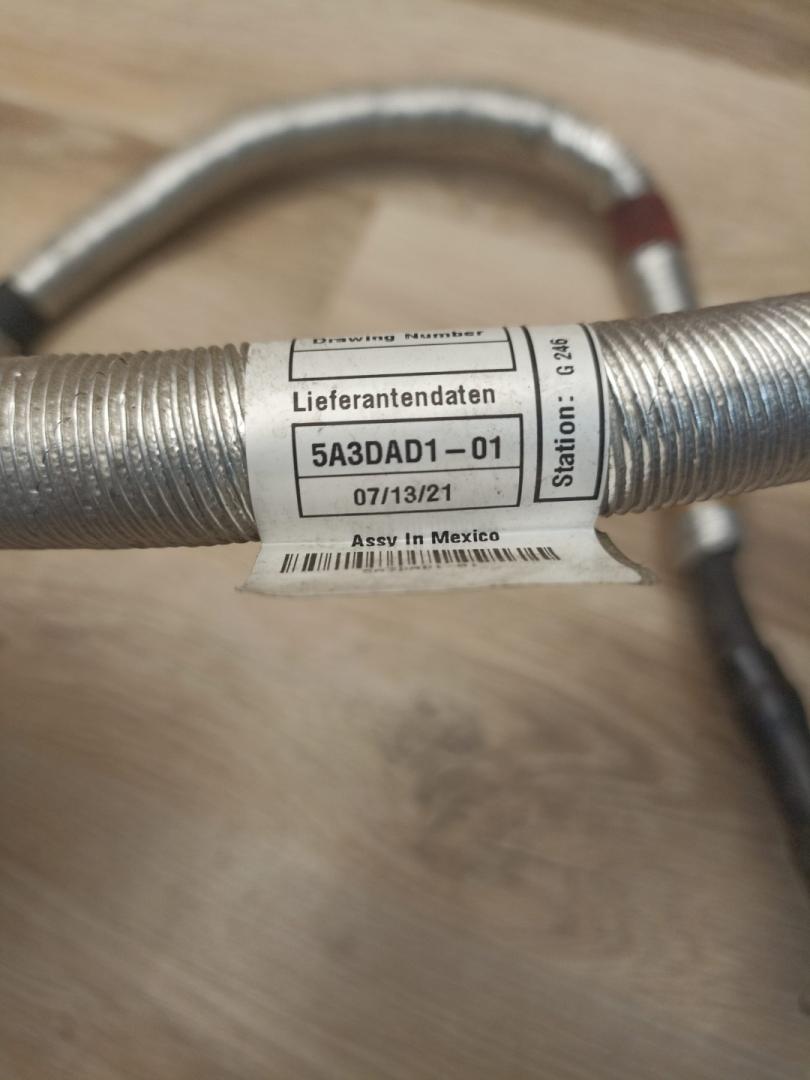 Drawing Number
Lieferantendaten
5A3DAD1-01
07/13/21
Station: G 246
Assy In Mexico